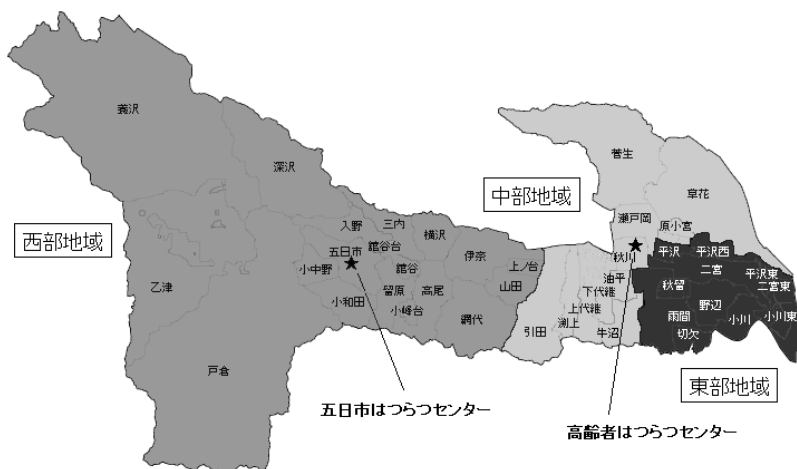 養沢
深沢
菅生
草花
中部地域
瀬戸岡
原小宮
西部地域
入野
三内
横沢
五日市
舘谷台
伊奈
秋川
平沢
平沢西
小中野
舘谷
上ノ台
油平
二宮
平沢東
乙津
留原
高尾
山田
下代継
秋留
二宮東
小和田
小峰台
網代
上代継
野辺
引田
渕上
牛沼
雨間
小川
小川東
切欠
戸倉
東部地域
五日市はつらつセンター
高齢者はつらつセンター